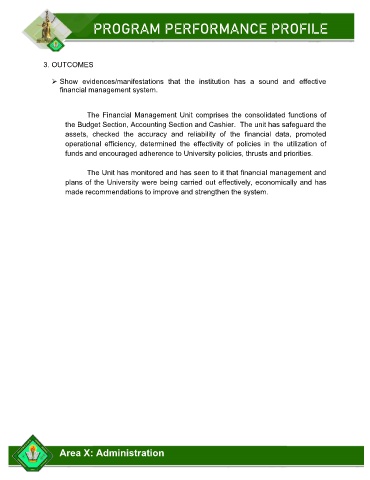 PROGRAM PERFORMANCE PROFILE
3. OUTCOMES
➢ Show evidences/manifestations that the institution has a sound and effective
financial management system.
The Financial Management Unit comprises the consolidated functions of
the Budget Section, Accounting Section and Cashier. The unit has safeguard the
assets, checked the accuracy and reliability of the financial data, promoted
operational efficiency, determined the effectivity of policies in the utilization of
funds and encouraged adherence to University policies, thrusts and priorities.
The Unit has monitored and has seen to it that financial management and
plans of the University were being carried out effectively, economically and has
made recommendations to improve and strengthen the system.
Area X: Administration